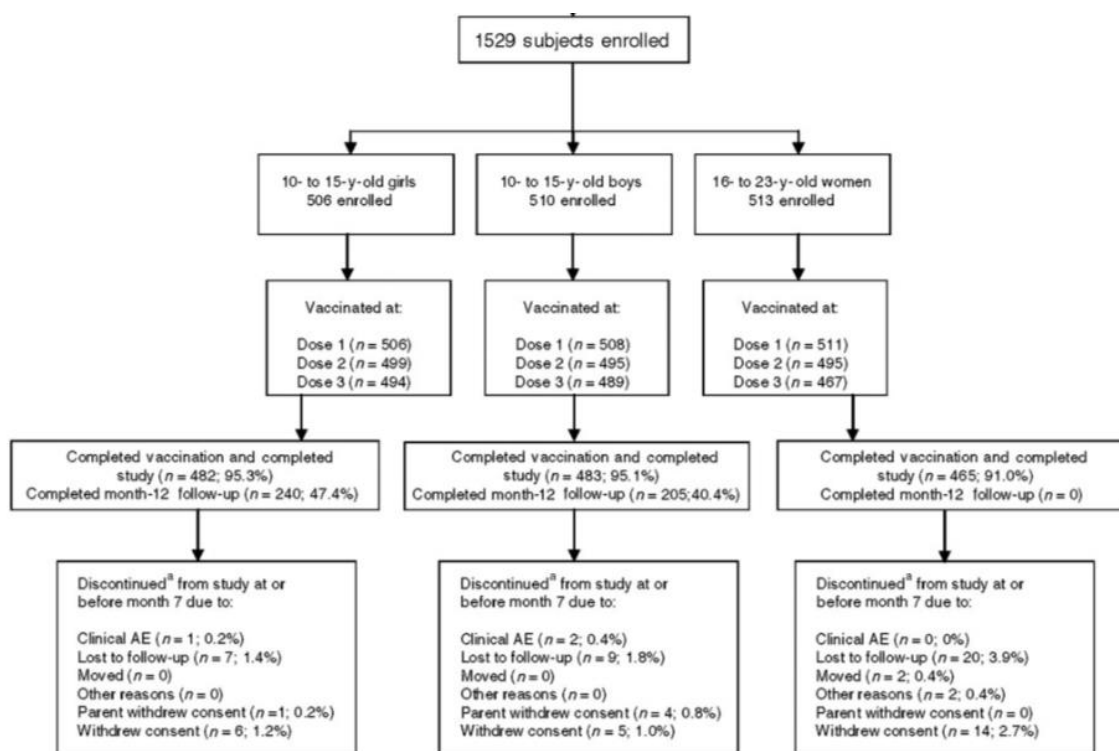 1529 subjects enrolled
10- to 15-y-old girls
506 enrolled
10- to 15-y-old boys
510 enrolled
16- to 23-y-old women
513 enrolled
Vaccinated at:
Dose 1 (n = 506)
Dose 2 (n = 499)
Dose 3 (n = 494)
Vaccinated at:
Dose 1 (n = 508)
Dose 2 (n = 495)
Dose 3 (n = 489)
Vaccinated at:
Dose 1 (n = 511)
Dose 2 (n = 495)
Dose 3 (n = 467)
Completed vaccination and completed
study (n = 482; 95.3%)
Completed month-12 follow-up (n = 240; 47.4%)
Completed vaccination and completed
study (n = 483; 95.1%)
Completed month-12 follow-up (n = 205;40.4%)
Completed vaccination and completed
study (n = 465; 91.0%)
Completed month-12 follow-up (n = 0)
Discontinuedª from study at or
before month 7 due to:
Clinical AE (n = 1; 0.2%)
Lost to follow-up (n = 7; 1.4%)
Moved (n = 0)
Other reasons (n = 0)
Parent withdrew consent (n =1; 0.2%)
Withdrew consent (n = 6; 1.2%)
Discontinuedª from study at or
before month 7 due to:
Clinical AE (n = 2; 0.4%)
Lost to follow-up (n = 9; 1.8%)
Moved (n = 0)
Other reasons (n = 0)
Parent withdrew consent (n = 4; 0.8%)
Withdrew consent (n = 5; 1.0%)
Discontinuedª from study at or
before month 7 due to:
Clinical AE (n = 0; 0%)
Lost to follow-up (n = 20; 3.9%)
Moved (n = 2; 0.4%)
Other reasons (n = 2; 0.4%)
Parent withdrew consent (n = 0)
Withdrew consent (n = 14; 2.7%)